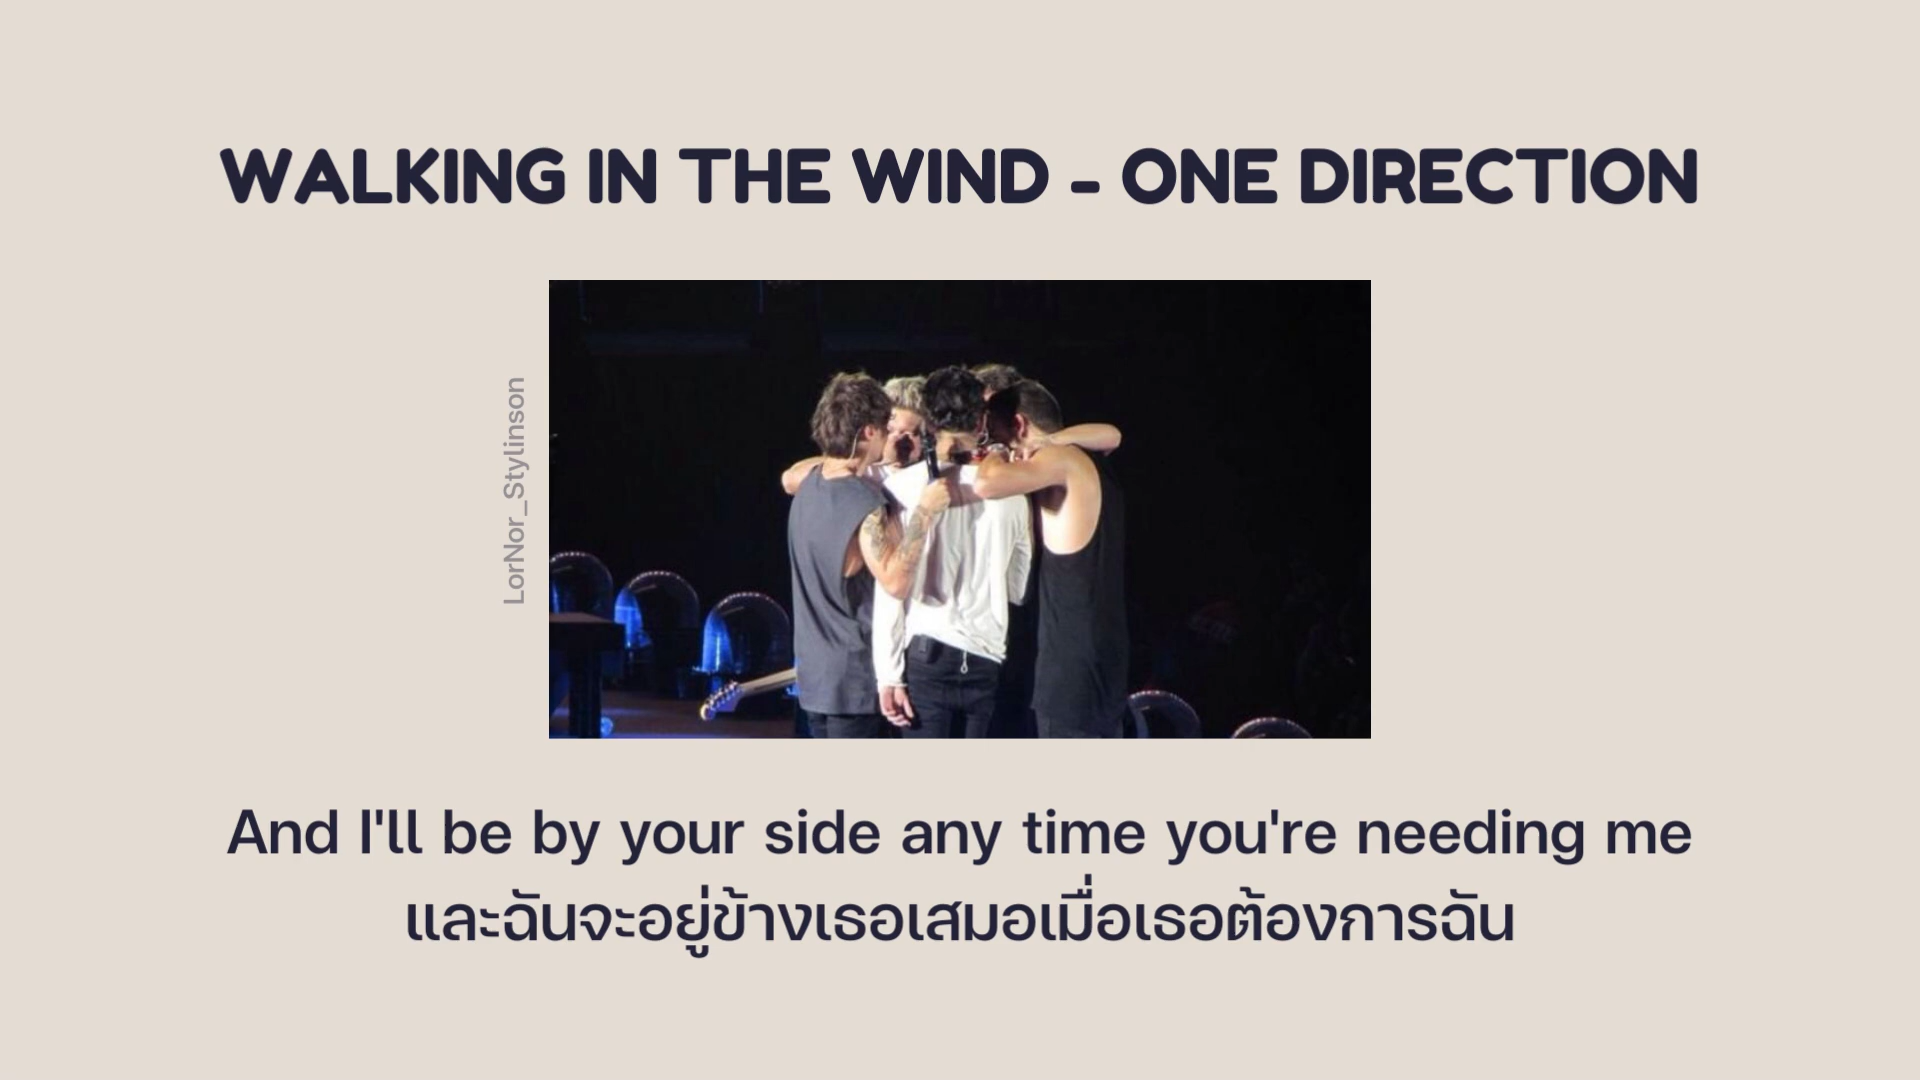 WALKING IN THE WIND - ONE DIRECTION
LorNor_Stylinson
And I'll be by your side any time you're needing me
และฉันจะอยู่ข้างเธอเสมอเมื่อเธอต้องการฉัน